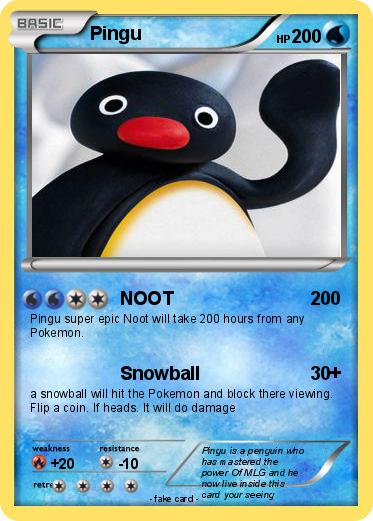 BASIC
Pingu
HP 200
NOOT 200
Pingu super epic Noot will take 200 hours from any
Pokemon.
Snowball 30+
a snowball will hit the Pokemon and block there viewing.
Flip a coin. If heads. It will do damage
weakness resistance
+20 -10
retre
Pingu is a penguin who
has mastered the
power Of MLG and he
now live inside this
card your seeing
- fake card -